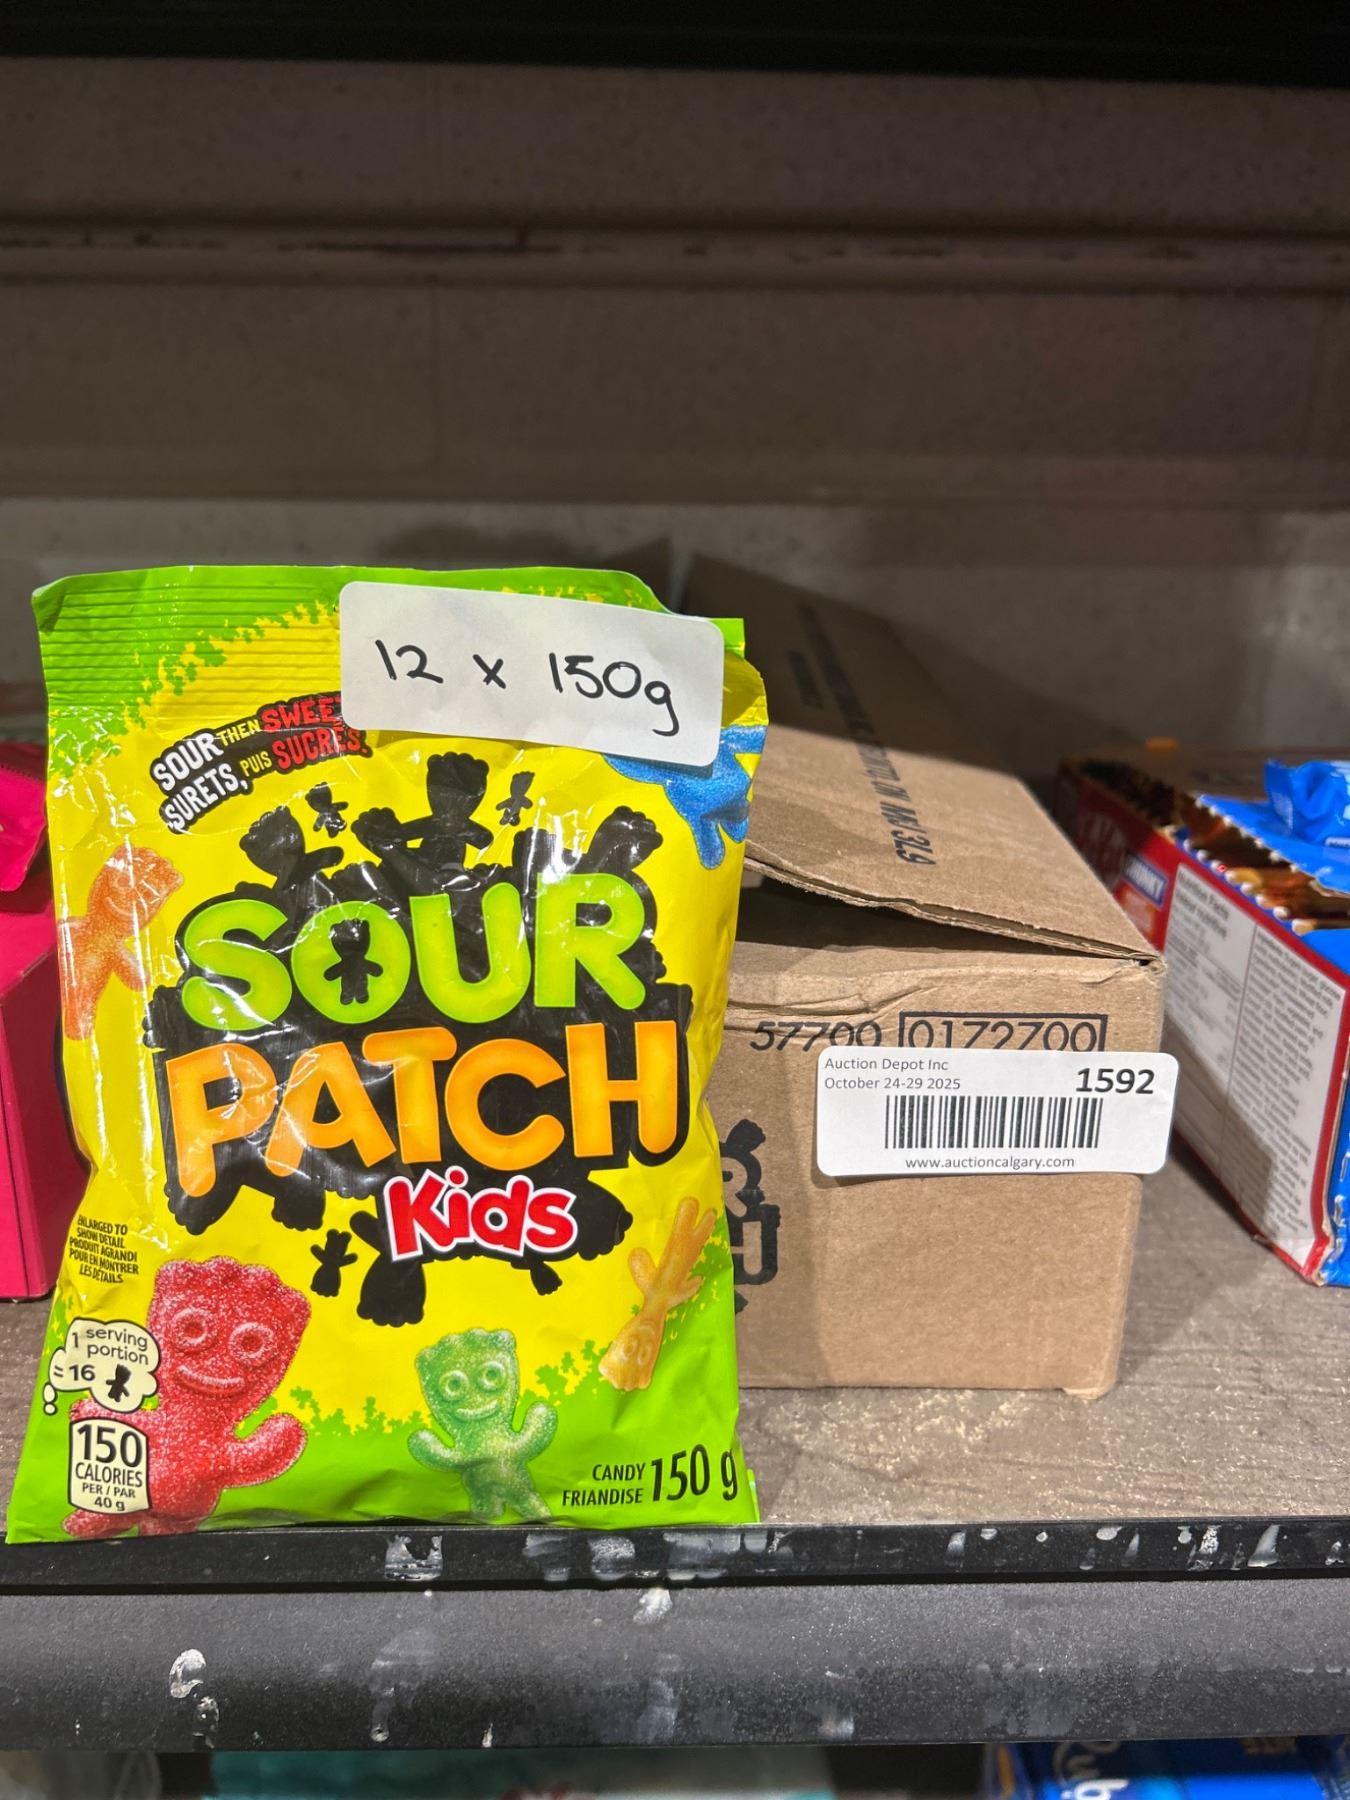 12 x 150g
SOUR THEN SWEE
SURETS, PUIS SUCRÉS.
SOUR
PATCH
Kids
ENLARGED TO
SHOW DETAIL
PRODUIT AGRANDI
POUR EN MONTRER
LES DÉTAILS
1 serving
portion
= 16
150
CALORIES
PER / PAR
40 g
CANDY
FRIANDISE
150 g
57700 0172700
Auction Depot Inc
October 24-29 2025
1592
www.auctioncalgary.com